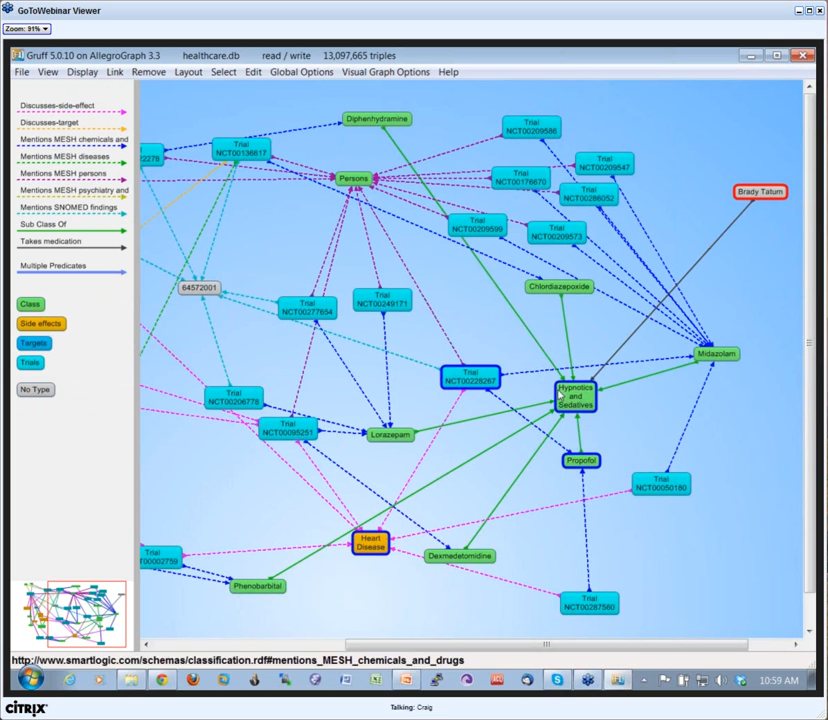 GoToWebinar Viewer
Zoom: 91%
Gruff 5.0.10 on AllegroGraph 3.3 healthcare.db read / write 13,097,665 triples
File View Display Link Remove Layout Select Edit Global Options Visual Graph Options Help
Discusses-side-effect
Discusses-target
Mentions MESH chemicals and
Mentions MESH diseases
Mentions MESH persons
Mentions MESH psychiatry and
Mentions SNOMED findings
Sub Class Of
Takes medication
Multiple Predicates
Class
Side effects
Targets
Trials
No Type
Diphenhydramine
Trial
NCT00209586
Trial
NCT00136617
2278
Trial
NCT00209547
Persons
Trial
NCT00176670
Trial
NCT00286052
Brady Tatum
Trial
NCT00209599
Trial
NCT00209573
64572001
Chlordiazepoxide
Trial
NCT00277654
Trial
NCT00249171
Midazolam
Trial
NCT00228267
Hypnotics
and
Sedatives
Trial
NCT00206778
Trial
NCT00095251
Lorazepam
Propofol
Trial
NCT00050180
Heart
Disease
Trial
NCT00002759
Dexmedetomidine
Phenobarbital
Trial
NCT00287560
http://www.smartlogic.com/schemas/classification.rdf#mentions_MESH_chemicals_and_drugs
10:59 AM
CITRIX
Talking: Craig